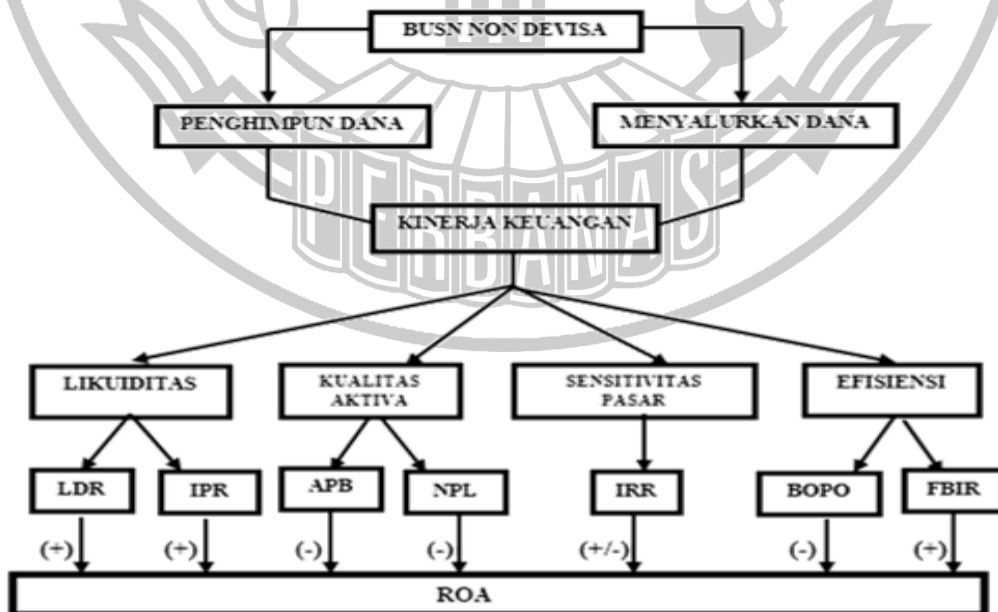 BUSN NON DEVISA
PENGHIMPUN DANA
MENYALURKAN DANA
PERBANAS
KINERJA KEUANGAN
LIKUIDITAS
KUALITAS
AKTIVA
SENSITIVITAS
PASAR
EFISIENSI
LDR
IPR
APB
NPL
IRR
BOPO
FBIR
(+)
(+)
(-)
(-)
(+/-)
(-)
(+)
ROA